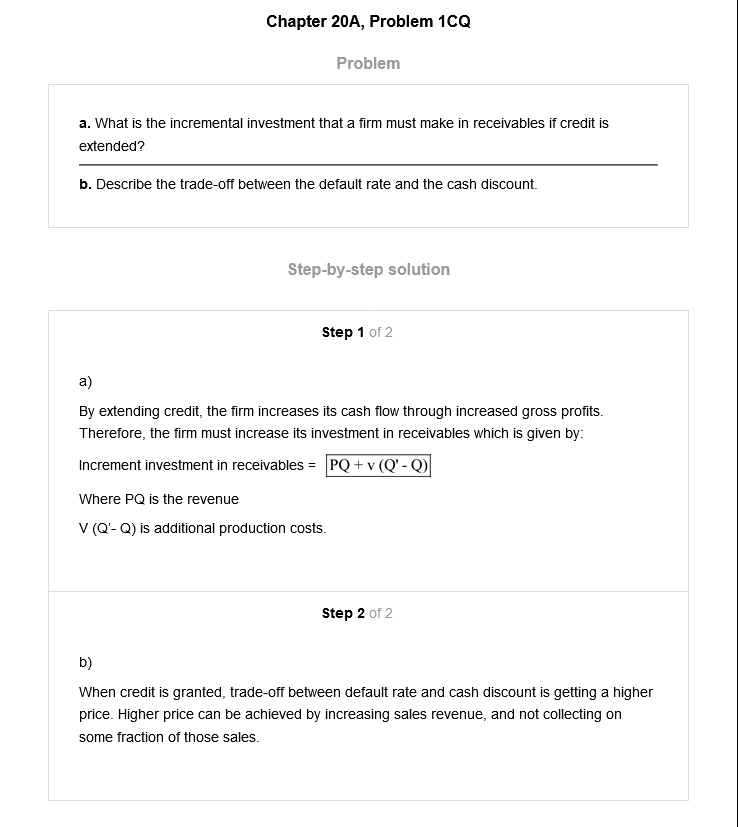 Chapter 20A, Problem 1CQ
Problem
a. What is the incremental investment that a firm must make in receivables if credit is
extended?
b. Describe the trade-off between the default rate and the cash discount.
Step-by-step solution
Step 1 of 2
a)
By extending credit, the firm increases its cash flow through increased gross profits.
Therefore, the firm must increase its investment in receivables which is given by:
Increment investment in receivables = PQ + v (Q' - Q)
Where PQ is the revenue
V (Q'- Q) is additional production costs.
Step 2 of 2
b)
When credit is granted, trade-off between default rate and cash discount is getting a higher
price. Higher price can be achieved by increasing sales revenue, and not collecting on
some fraction of those sales.